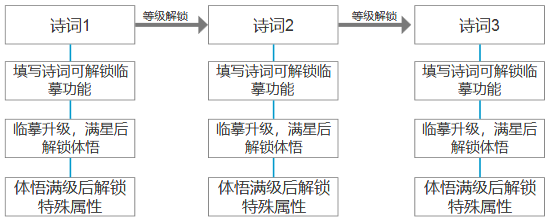 诗词1
等级解锁
诗词2
等级解锁
诗词3
填写诗词可解锁临
摹功能
填写诗词可解锁临
摹功能
填写诗词可解锁临
摹功能
临摹升级，满星后
解锁体悟
临摹升级，满星后
解锁体悟
临摹升级，满星后
解锁体悟
体悟满级后解锁
特殊属性
体悟满级后解锁
特殊属性
体悟满级后解锁
特殊属性